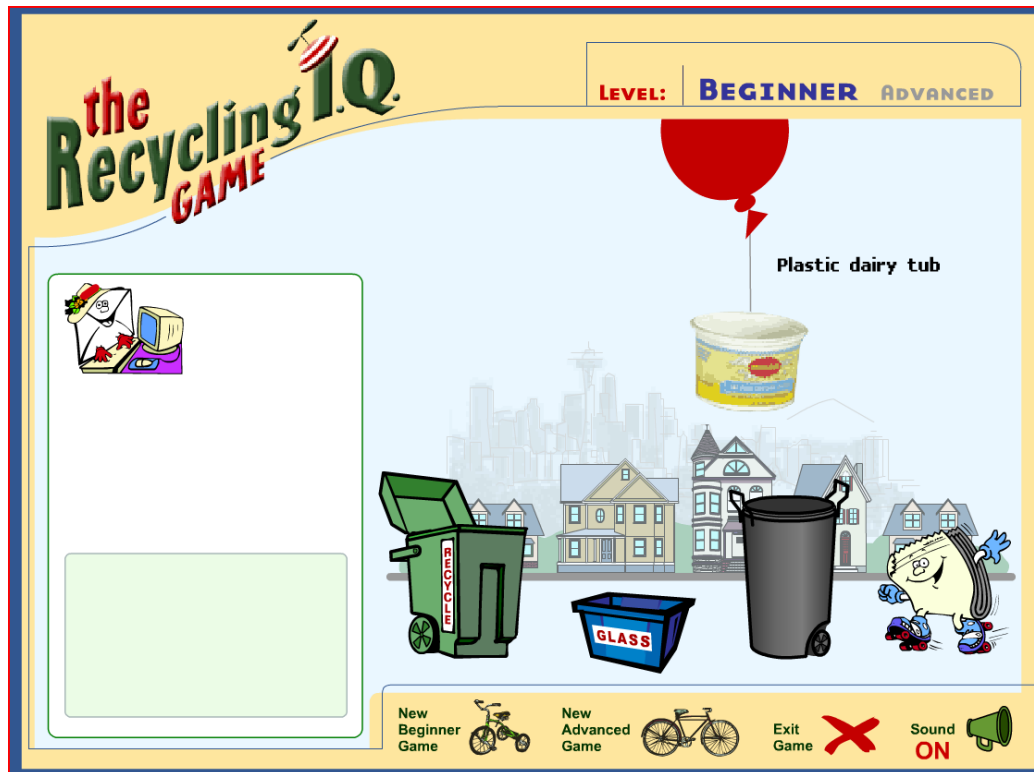 the
Recycling I.Q.
GAME
LEVEL: BEGINNER ADVANCED
Plastic dairy tub
RECYCLE
GLASS
New
Beginner
Game
New
Advanced
Game
Exit
Game
Sound
ON